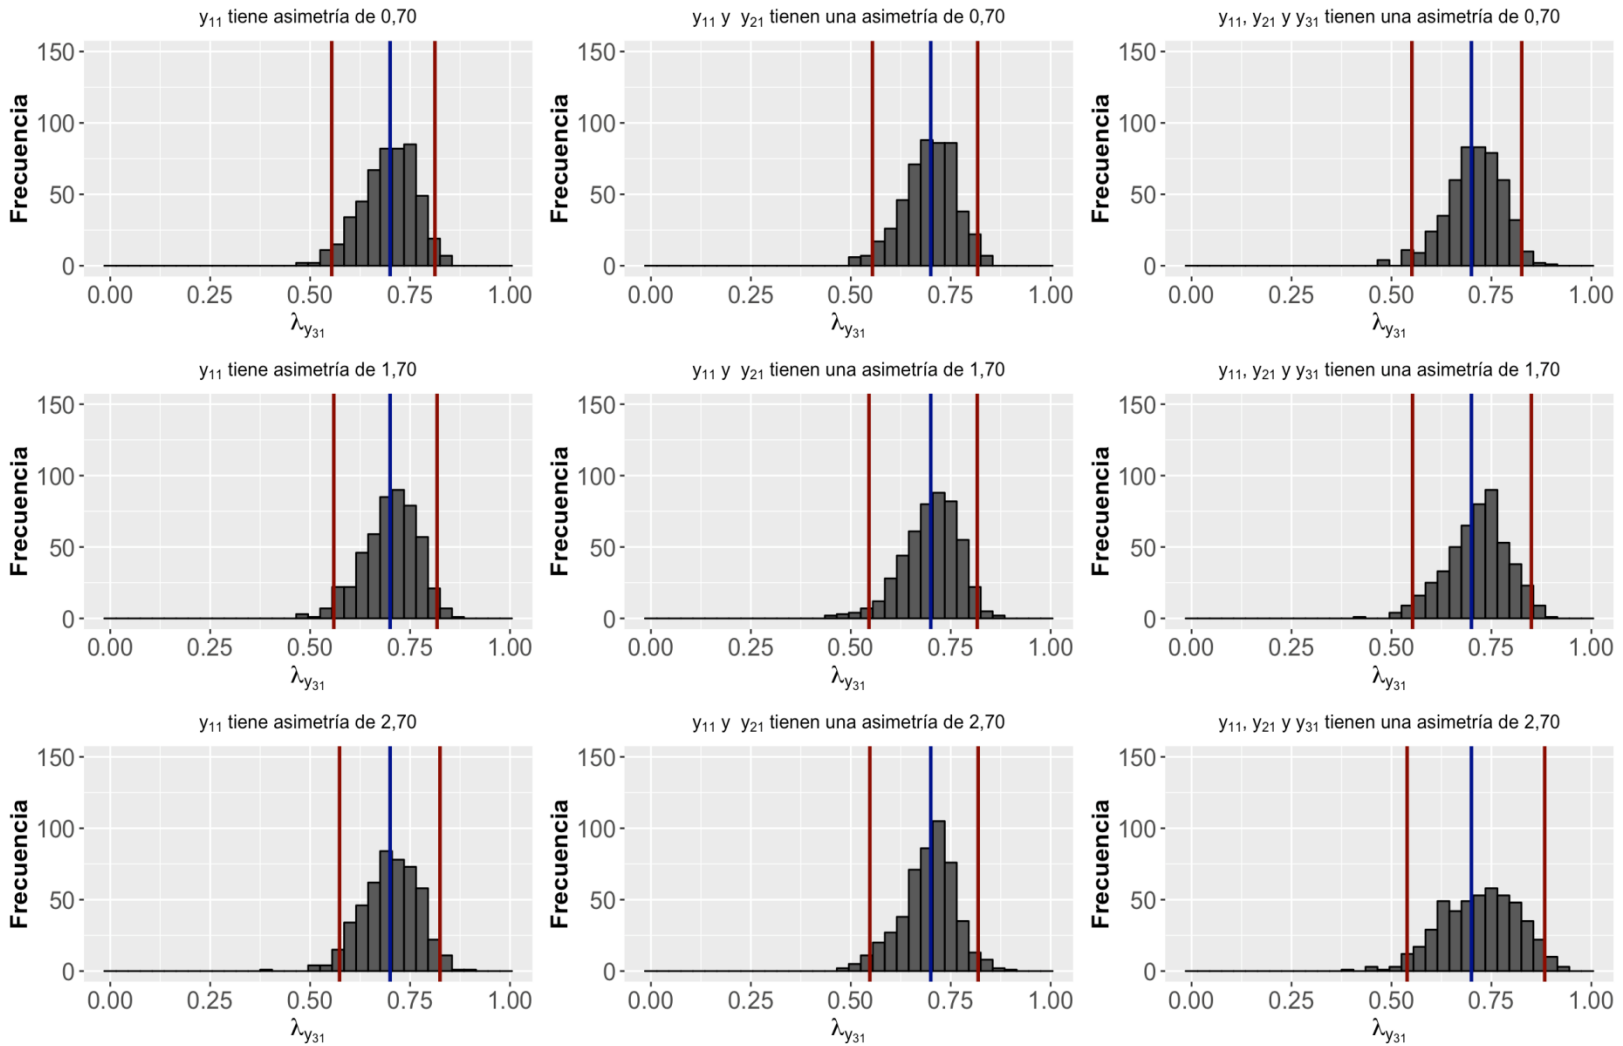 y₁₁ tiene asimetría de 0,70
150
100
50
0
Frecuencia
0.00 0.25 0.50 0.75 1.00
λy₃₁
y₁₁ y y₂₁ tienen una asimetría de 0,70
150
100
50
0
Frecuencia
0.00 0.25 0.50 0.75 1.00
λy₃₁
y₁₁, y₂₁ y y₃₁ tienen una asimetría de 0,70
150
100
50
0
Frecuencia
0.00 0.25 0.50 0.75 1.00
λy₃₁
y₁₁ tiene asimetría de 1,70
150
100
50
0
Frecuencia
0.00 0.25 0.50 0.75 1.00
λy₃₁
y₁₁ y y₂₁ tienen una asimetría de 1,70
150
100
50
0
Frecuencia
0.00 0.25 0.50 0.75 1.00
λy₃₁
y₁₁, y₂₁ y y₃₁ tienen una asimetría de 1,70
150
100
50
0
Frecuencia
0.00 0.25 0.50 0.75 1.00
λy₃₁
y₁₁ tiene asimetría de 2,70
150
100
50
0
Frecuencia
0.00 0.25 0.50 0.75 1.00
λy₃₁
y₁₁ y y₂₁ tienen una asimetría de 2,70
150
100
50
0
Frecuencia
0.00 0.25 0.50 0.75 1.00
λy₃₁
y₁₁, y₂₁ y y₃₁ tienen una asimetría de 2,70
150
100
50
0
Frecuencia
0.00 0.25 0.50 0.75 1.00
λy₃₁